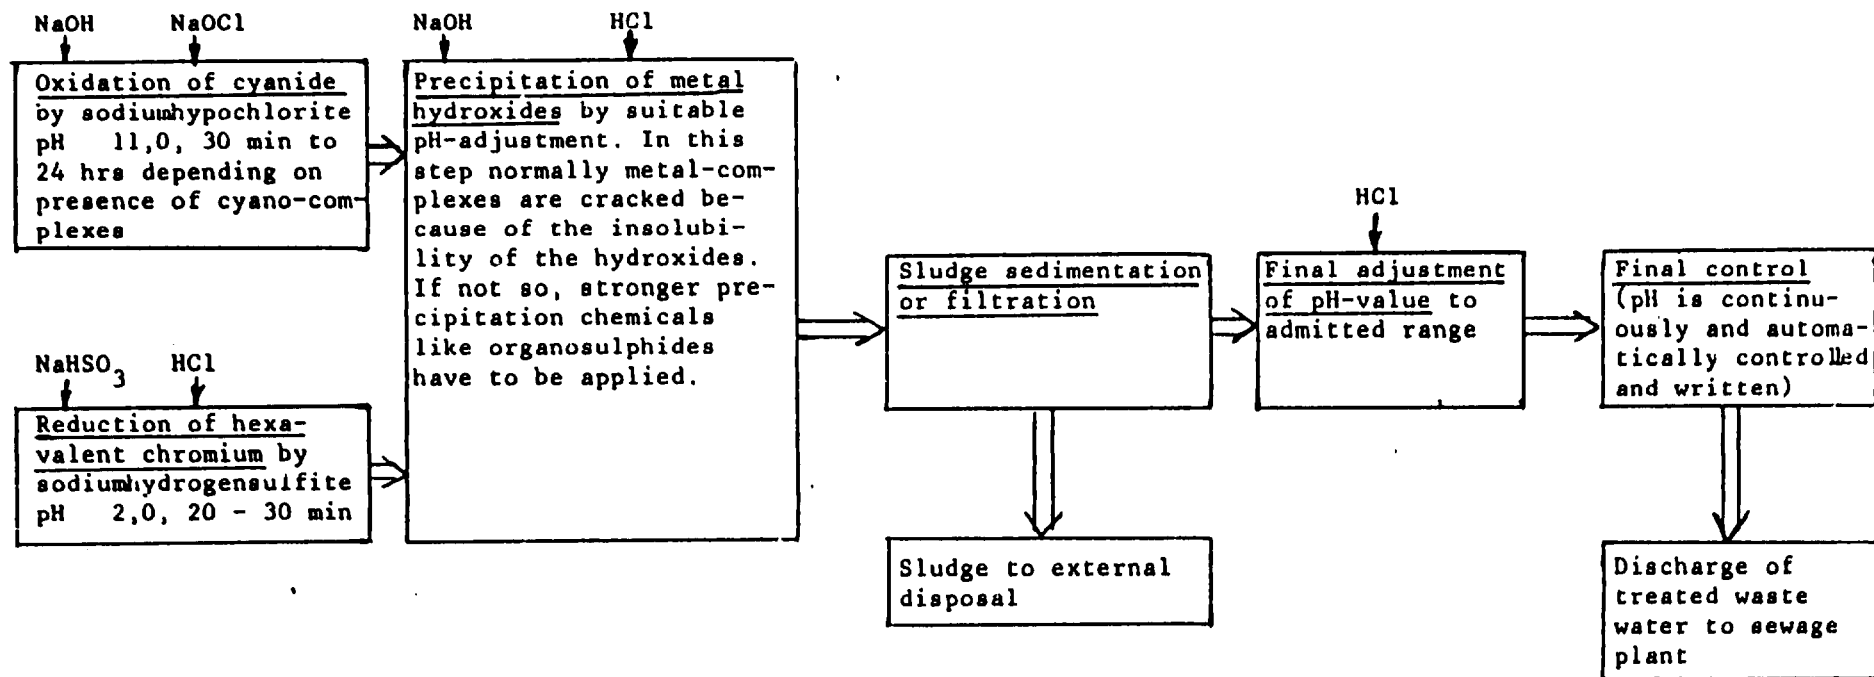 NaOH NaOCl
Oxidation of cyanide
by sodiumhypochlorite
pH 11,0, 30 min to
24 hrs depending on
presence of cyano-com-
plexes
NaHSO3 HCl
Reduction of hexa-
valent chromium by
sodiumhydrogensulfite
pH 2,0, 20 - 30 min
NaOH HCl
Precipitation of metal
hydroxides by suitable
pH-adjustment. In this
step normally metal-com-
plexes are cracked be-
cause of the insolubi-
lity of the hydroxides.
If not so, stronger pre-
cipitation chemicals
like organosulphides
have to be applied.
Sludge sedimentation
or filtration
Sludge to external
disposal
HCl
Final adjustment
of pH-value to
admitted range
Final control
(pH is continu-
ously and automa-
tically controlled
and written)
Discharge of
treated waste
water to sewage
plant